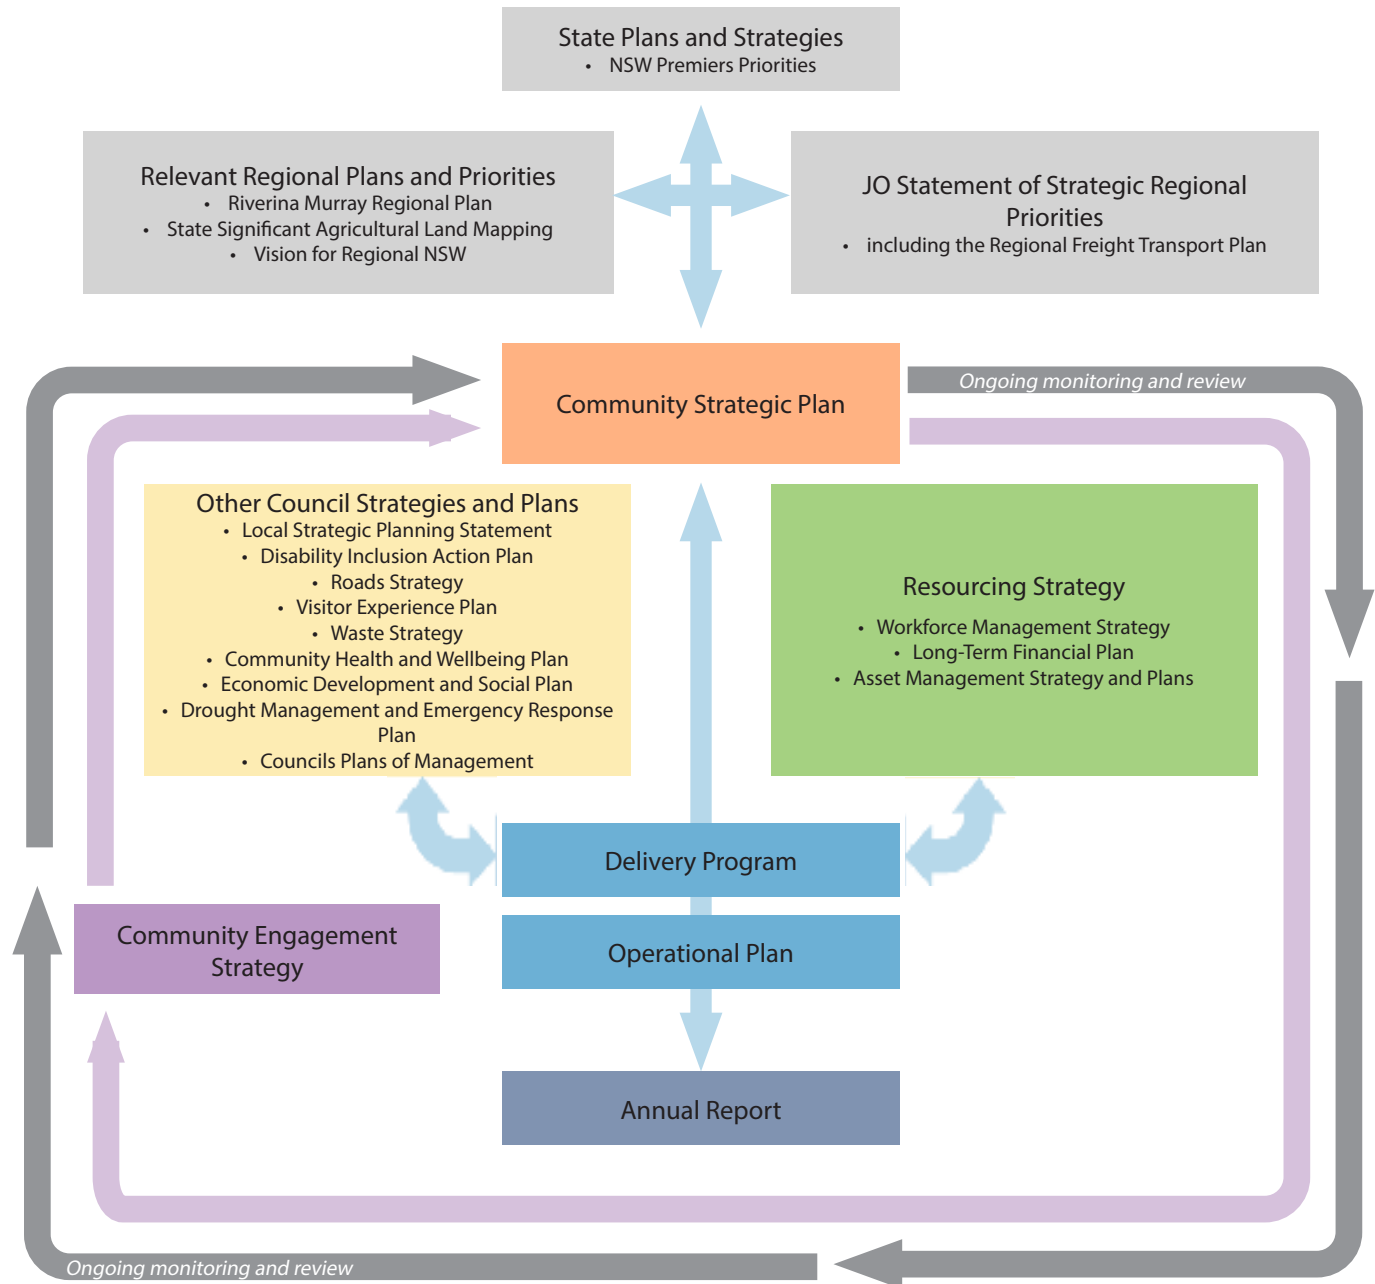 State Plans and Strategies
• NSW Premiers Priorities
Relevant Regional Plans and Priorities
• Riverina Murray Regional Plan
• State Significant Agricultural Land Mapping
• Vision for Regional NSW
JO Statement of Strategic Regional
Priorities
• including the Regional Freight Transport Plan
Community Strategic Plan
Ongoing monitoring and review
Other Council Strategies and Plans
• Local Strategic Planning Statement
• Disability Inclusion Action Plan
• Roads Strategy
• Visitor Experience Plan
• Waste Strategy
• Community Health and Wellbeing Plan
• Economic Development and Social Plan
• Drought Management and Emergency Response
Plan
• Councils Plans of Management
Resourcing Strategy
• Workforce Management Strategy
• Long-Term Financial Plan
• Asset Management Strategy and Plans
Delivery Program
Community Engagement
Strategy
Operational Plan
Annual Report
Ongoing monitoring and review